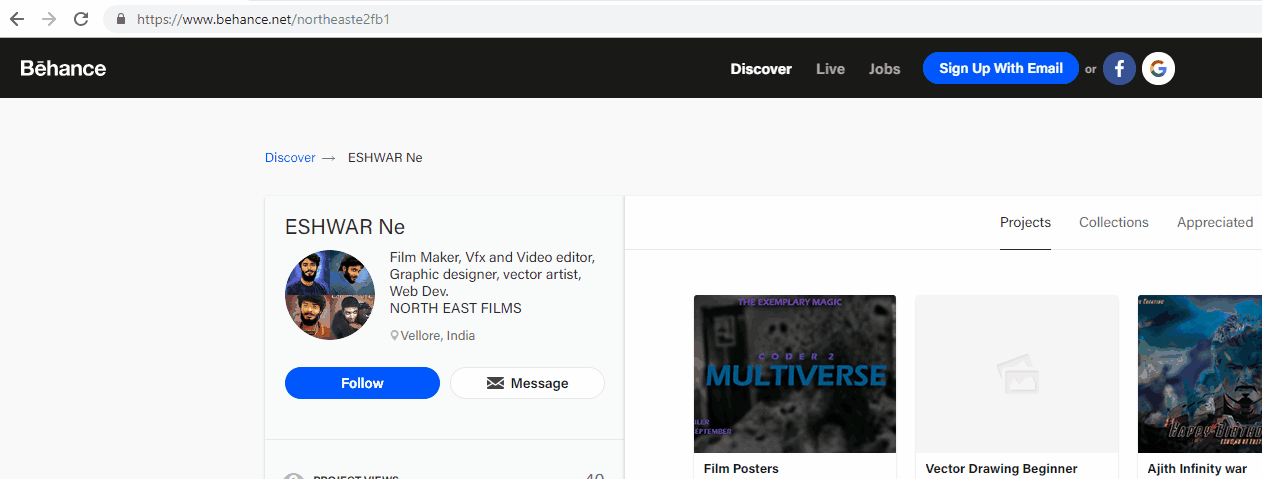 https://www.behance.net/northeaste2fb1
Bēhance
Discover
Live
Jobs
Sign Up With Email
or
f
G
Discover → ESHWAR Ne
ESHWAR Ne
Film Maker, Vfx and Video editor,
Graphic designer, vector artist,
Web Dev.
NORTH EAST FILMS
Vellore, India
Follow
Message
PROJECT VIEWS
40
Projects
Collections
Appreciated
THE EXEMPLARY MAGIC
CODER 2
MULTIVERSE
Film Posters
Vector Drawing Beginner
HAPPY BIRTHD
Ajith Infinity war